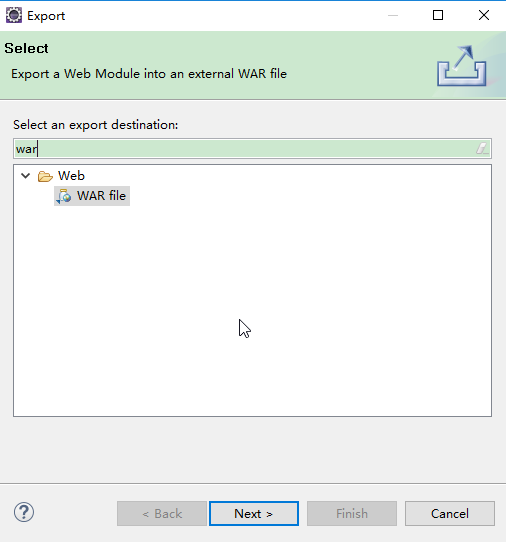 Export
Select
Export a Web Module into an external WAR file
Select an export destination:
war
Web
WAR file
? < Back Next > Finish Cancel